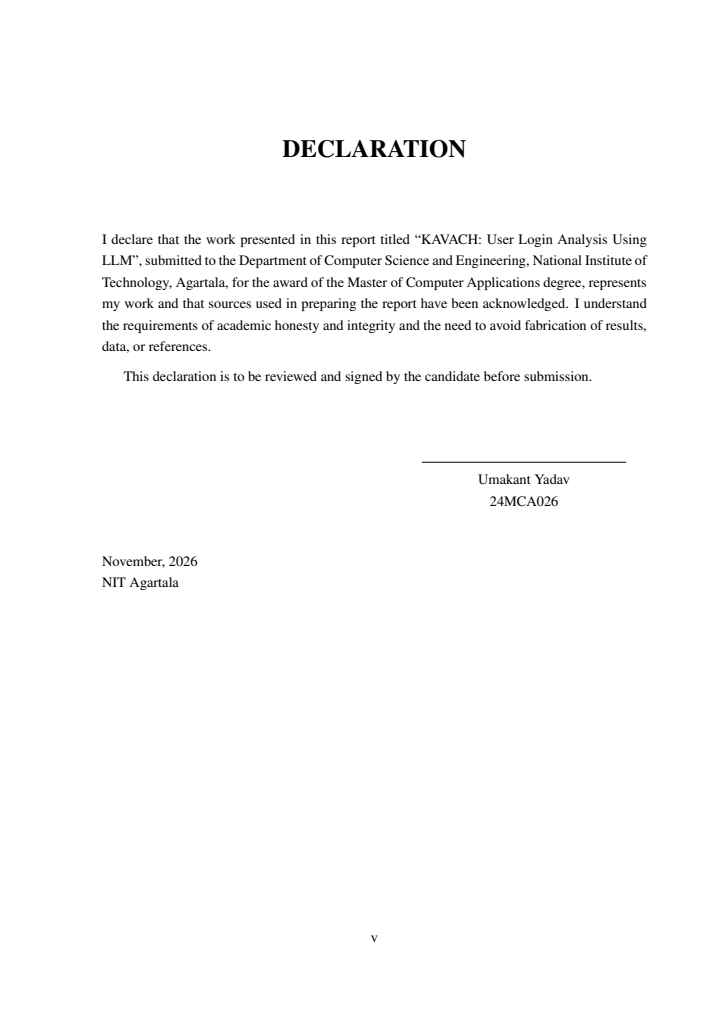 DECLARATION
I declare that the work presented in this report titled “KAVACH: User Login Analysis Using
LLM”, submitted to the Department of Computer Science and Engineering, National Institute of
Technology, Agartala, for the award of the Master of Computer Applications degree, represents
my work and that sources used in preparing the report have been acknowledged. I understand
the requirements of academic honesty and integrity and the need to avoid fabrication of results,
data, or references.
This declaration is to be reviewed and signed by the candidate before submission.
Umakant Yadav
24MCA026
November, 2026
NIT Agartala
v